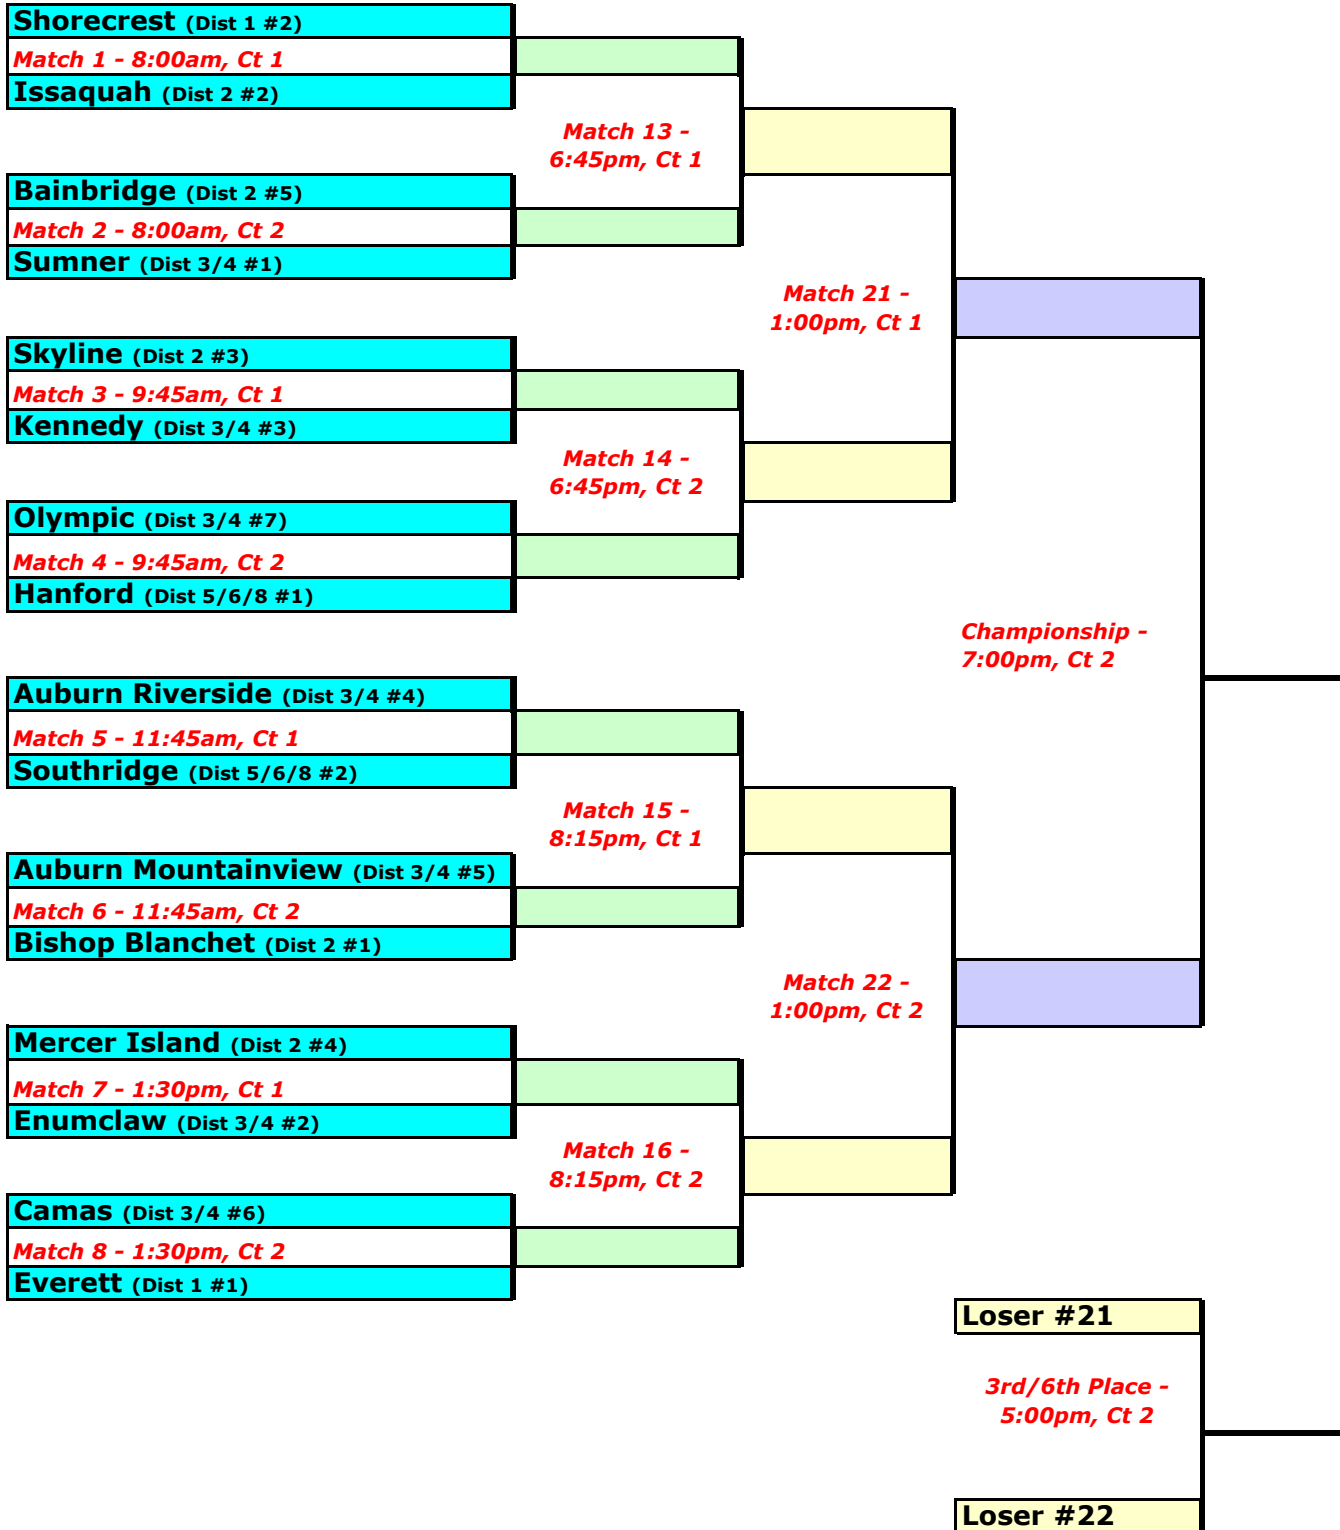 Shorecrest (Dist 1 #2)
Match 1 - 8:00am, Ct 1
Issaquah (Dist 2 #2)
Match 13 -
6:45pm, Ct 1
Bainbridge (Dist 2 #5)
Match 2 - 8:00am, Ct 2
Sumner (Dist 3/4 #1)
Match 21 -
1:00pm, Ct 1
Skyline (Dist 2 #3)
Match 3 - 9:45am, Ct 1
Kennedy (Dist 3/4 #3)
Match 14 -
6:45pm, Ct 2
Olympic (Dist 3/4 #7)
Match 4 - 9:45am, Ct 2
Hanford (Dist 5/6/8 #1)
Championship -
7:00pm, Ct 2
Auburn Riverside (Dist 3/4 #4)
Match 5 - 11:45am, Ct 1
Southridge (Dist 5/6/8 #2)
Match 15 -
8:15pm, Ct 1
Auburn Mountainview (Dist 3/4 #5)
Match 6 - 11:45am, Ct 2
Bishop Blanchet (Dist 2 #1)
Match 22 -
1:00pm, Ct 2
Mercer Island (Dist 2 #4)
Match 7 - 1:30pm, Ct 1
Enumclaw (Dist 3/4 #2)
Match 16 -
8:15pm, Ct 2
Camas (Dist 3/4 #6)
Match 8 - 1:30pm, Ct 2
Everett (Dist 1 #1)
Loser #21
3rd/6th Place -
5:00pm, Ct 2
Loser #22